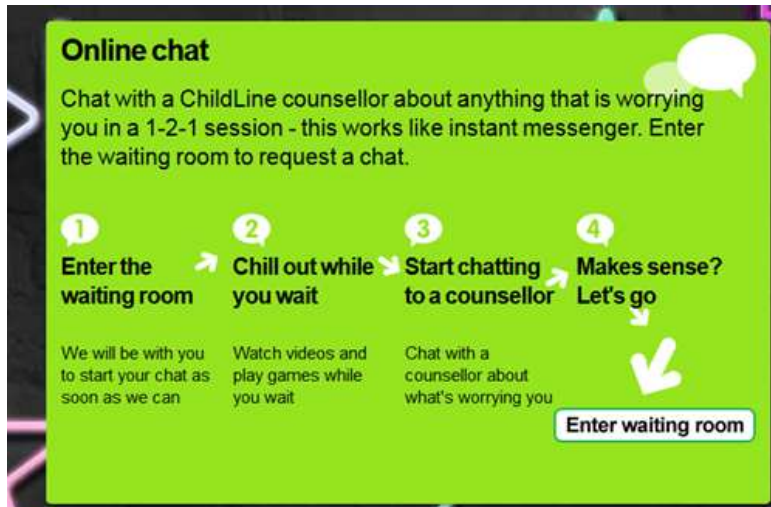 Online chat
Chat with a ChildLine counsellor about anything that is worrying
you in a 1-2-1 session - this works like instant messenger. Enter
the waiting room to request a chat.
1
Enter the
waiting room
We will be with you
to start your chat as
soon as we can
2
Chill out while
you wait
Watch videos and
play games while
you wait
3
Start chatting
to a counsellor
Chat with a
counsellor about
what's worrying you
4
Makes sense?
Let's go
Enter waiting room